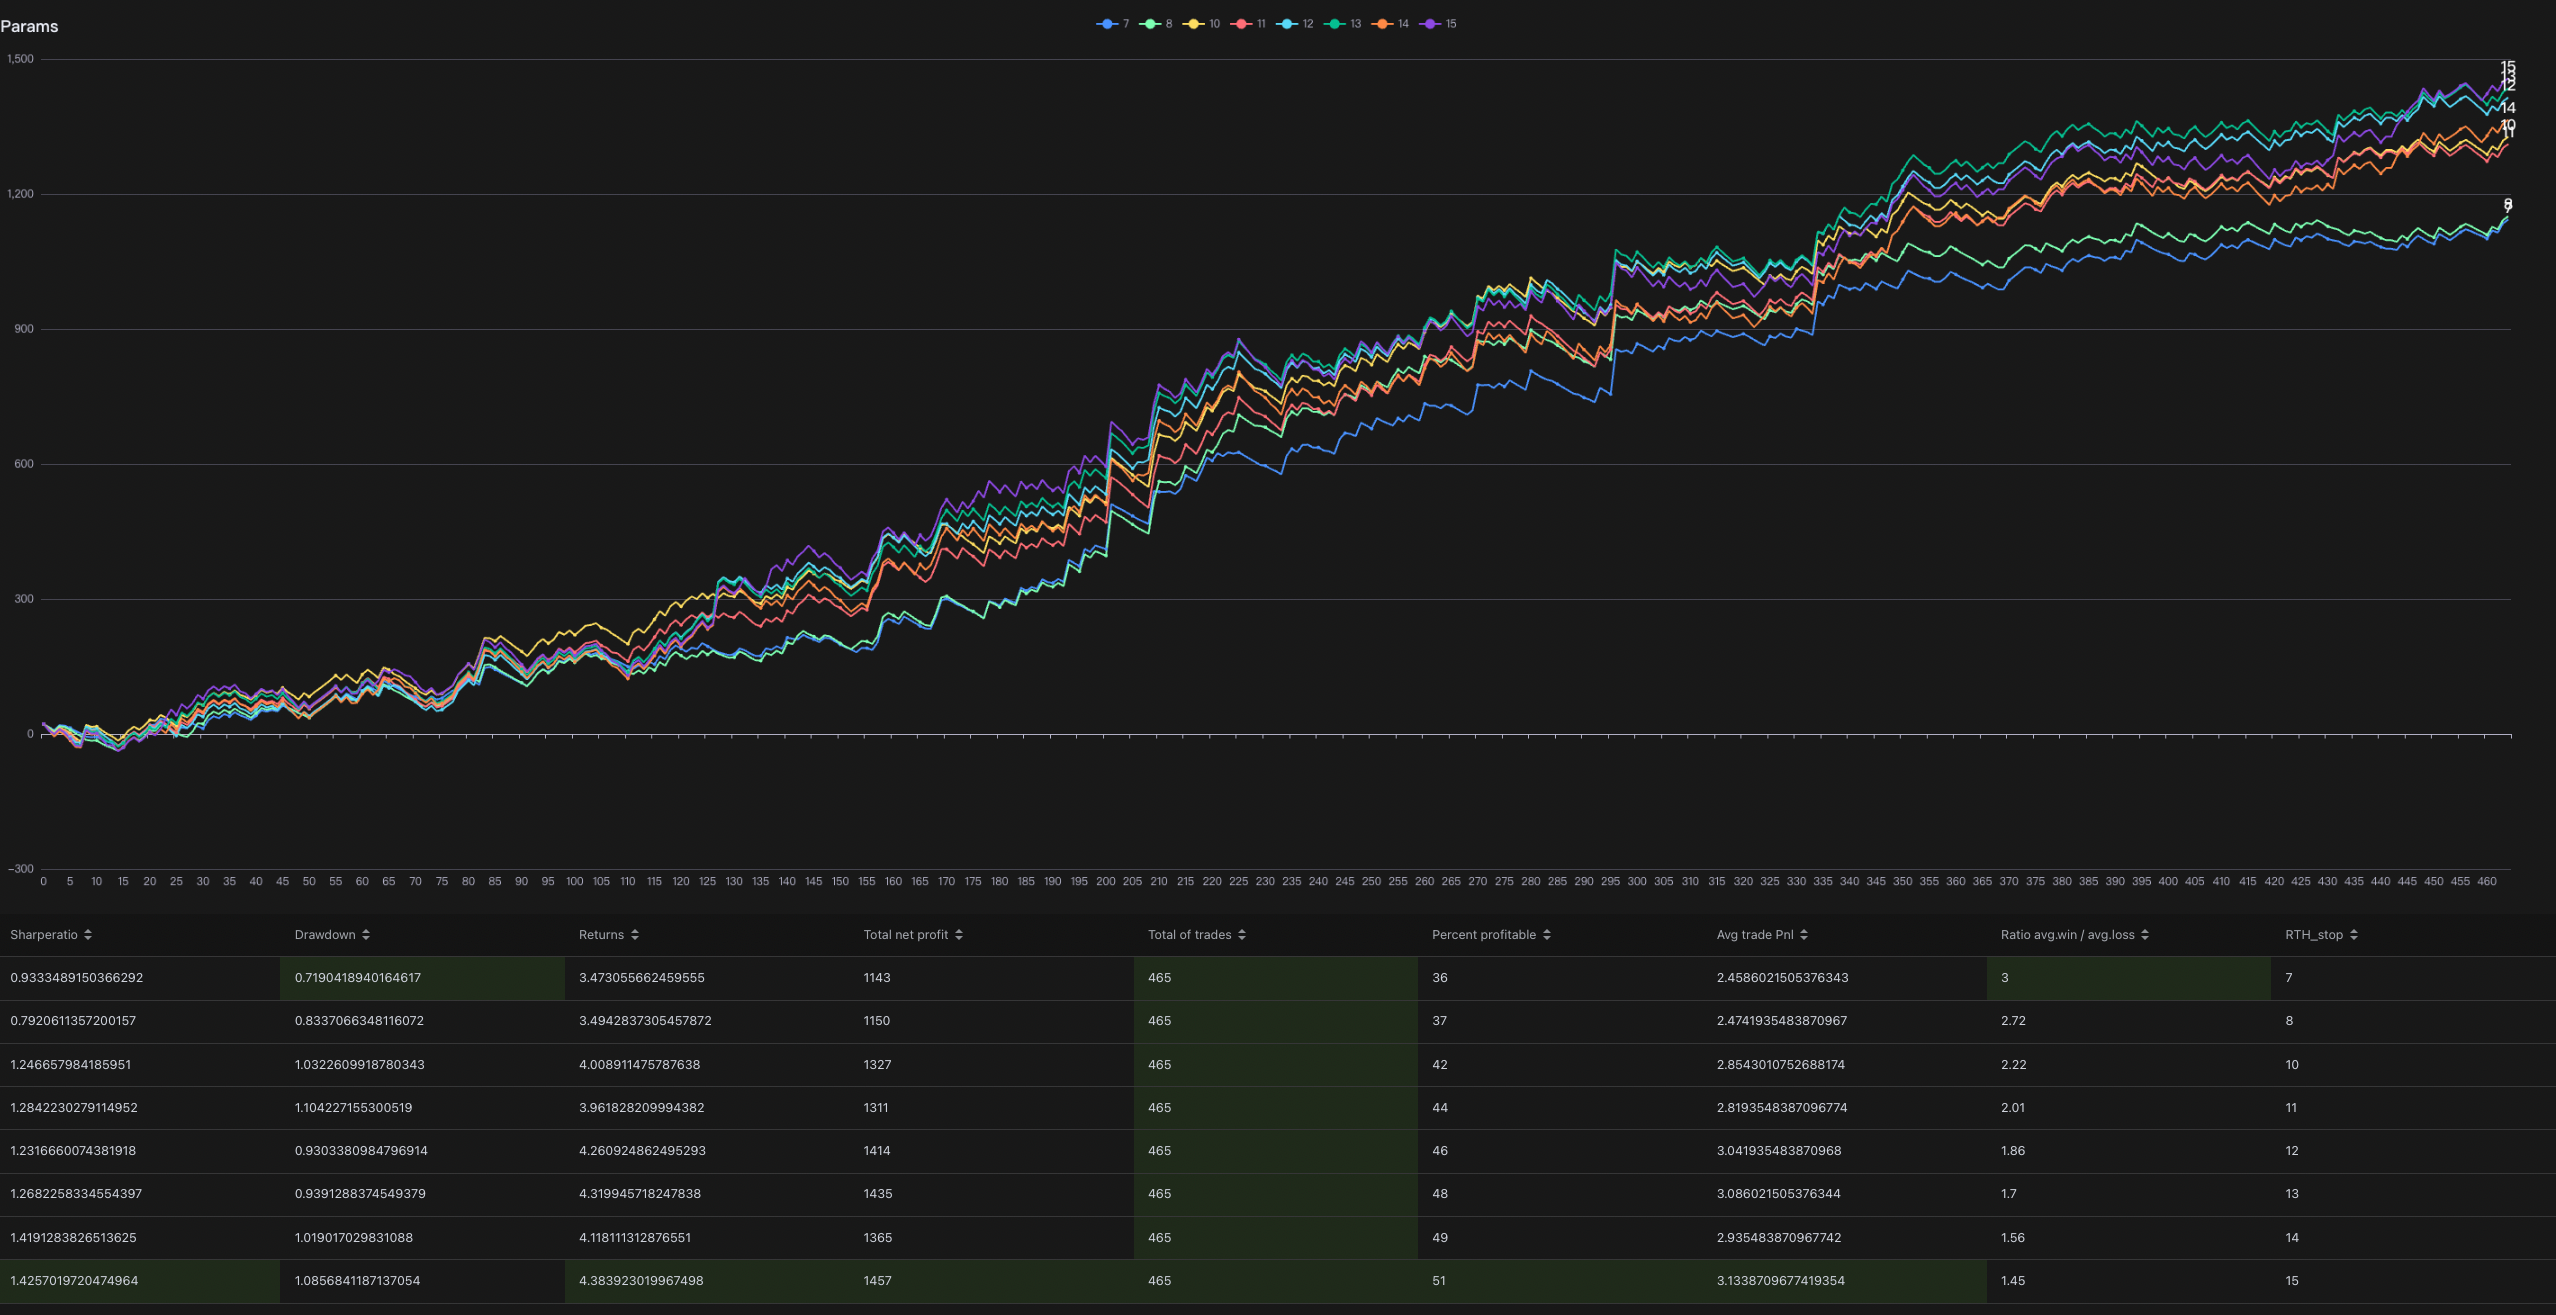 Params
7 8 10 11 12 13 14 15
1,500
15
13
12
14
10
11
1,200
8
7
900
600
300
0
−300
0 5 10 15 20 25 30 35 40 45 50 55 60 65 70 75 80 85 90 95 100 105 110 115 120 125 130 135 140 145 150 155 160 165 170 175 180 185 190 195 200 205 210 215 220 225 230 235 240 245 250 255 260 265 270 275 280 285 290 295 300 305 310 315 320 325 330 335 340 345 350 355 360 365 370 375 380 385 390 395 400 405 410 415 420 425 430 435 440 445 450 455 460
Sharperatio Drawdown Returns Total net profit Total of trades Percent profitable Avg trade Pnl Ratio avg.win / avg.loss RTH_stop
0.9333489150366292 0.7190418940164617 3.473055662459555 1143 465 36 2.4586021505376343 3 7
0.7920611357200157 0.8337066348116072 3.4942837305457872 1150 465 37 2.4741935483870967 2.72 8
1.246657984185951 1.0322609918780343 4.008911475787638 1327 465 42 2.8543010752688174 2.22 10
1.2842230279114952 1.104227155300519 3.961828209994382 1311 465 44 2.8193548387096774 2.01 11
1.2316660074381918 0.9303380984796914 4.260924862495293 1414 465 46 3.041935483870968 1.86 12
1.2682258334554397 0.9391288374549379 4.319945718247838 1435 465 48 3.086021505376344 1.7 13
1.4191283826513625 1.019017029831088 4.118111312876551 1365 465 49 2.935483870967742 1.56 14
1.4257019720474964 1.0856841187137054 4.383923019967498 1457 465 51 3.1338709677419354 1.45 15